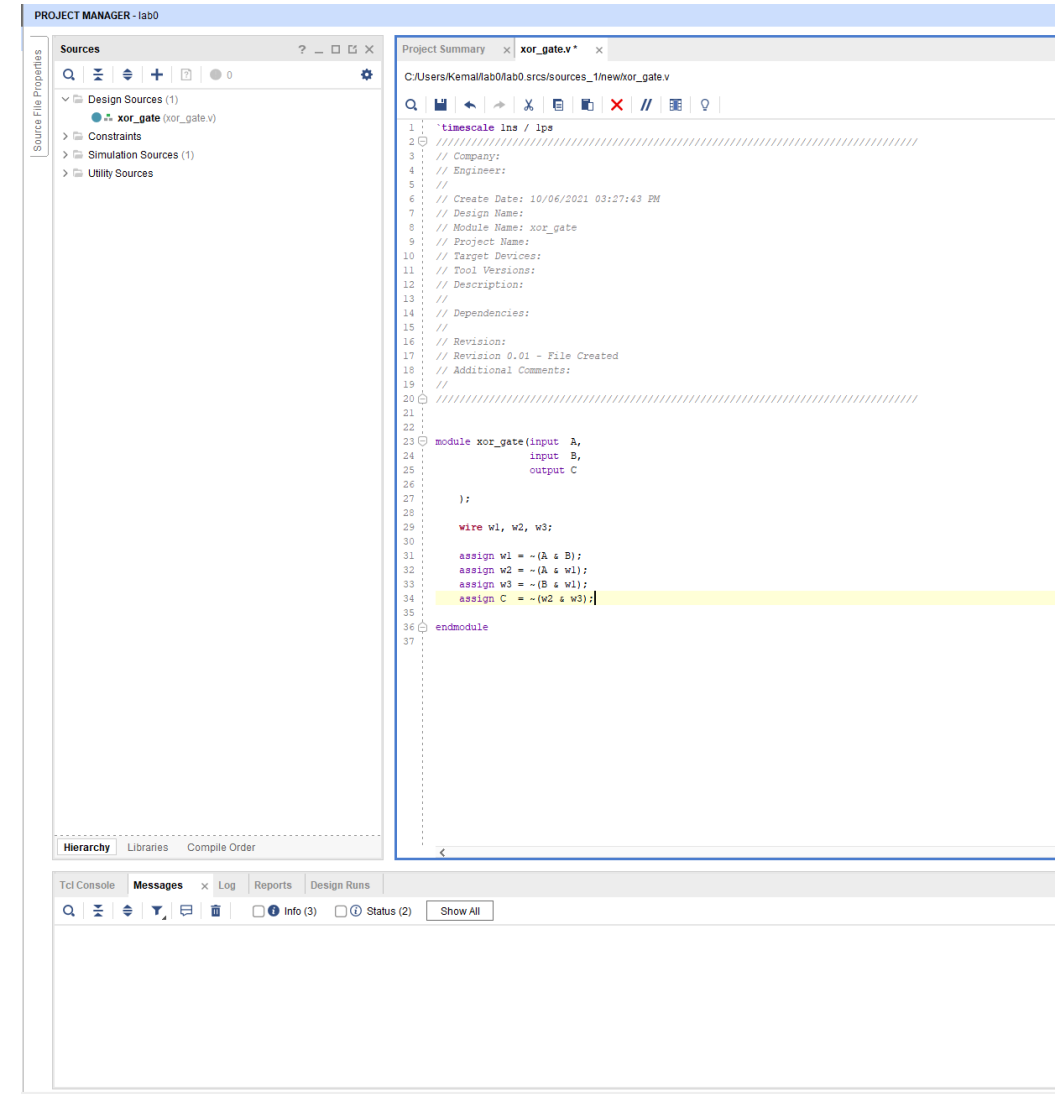 PROJECT MANAGER - lab0
Source File Properties
Sources
?
0
Design Sources (1)
xor_gate (xor_gate.v)
Constraints
Simulation Sources (1)
Utility Sources
Hierarchy Libraries Compile Order
Project Summary xor_gate.v *
C:/Users/Kemal/lab0/lab0.srcs/sources_1/new/xor_gate.v
1 `timescale 1ns / 1ps
2 //////////////////////////////////////////////////////////////////////////////////
3 // Company:
4 // Engineer:
5 //
6 // Create Date: 10/06/2021 03:27:43 PM
7 // Design Name:
8 // Module Name: xor_gate
9 // Project Name:
10 // Target Devices:
11 // Tool Versions:
12 // Description:
13 //
14 // Dependencies:
15 //
16 // Revision:
17 // Revision 0.01 - File Created
18 // Additional Comments:
19 //
20 //////////////////////////////////////////////////////////////////////////////////
21
22
23 module xor_gate(input  A,
24                 input  B,
25                 output C
26
27     );
28
29     wire w1, w2, w3;
30
31     assign w1 = ~(A & B);
32     assign w2 = ~(A & w1);
33     assign w3 = ~(B & w1);
34     assign C  = ~(w2 & w3);
35
36 endmodule
37
Tcl Console Messages Log Reports Design Runs
Info (3) Status (2) Show All